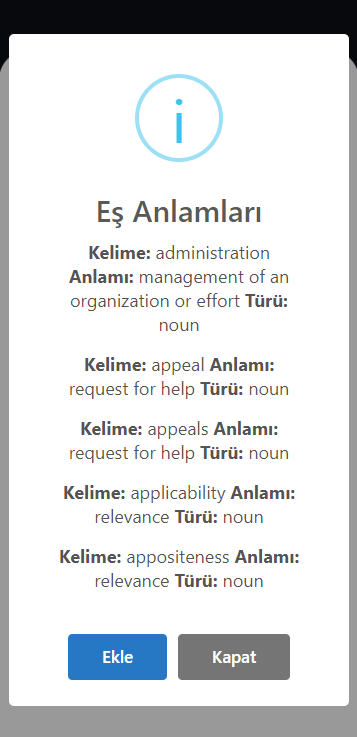 Eş Anlamları
Kelime: administration
Anlamı: management of an
organization or effort Türü:
noun
Kelime: appeal Anlamı:
request for help Türü: noun
Kelime: appeals Anlamı:
request for help Türü: noun
Kelime: applicability Anlamı:
relevance Türü: noun
Kelime: appositeness Anlamı:
relevance Türü: noun
Ekle Kapat